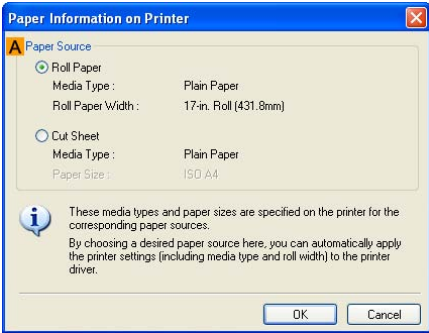 Paper Information on Printer
A Paper Source
Roll Paper
Media Type : Plain Paper
Roll Paper Width : 17-in. Roll (431.8mm)
Cut Sheet
Media Type : Plain Paper
Paper Size : ISO A4
These media types and paper sizes are specified on the printer for the
corresponding paper sources.
By choosing a desired paper source here, you can automatically apply
the printer settings (including media type and roll width) to the printer
driver.
OK Cancel